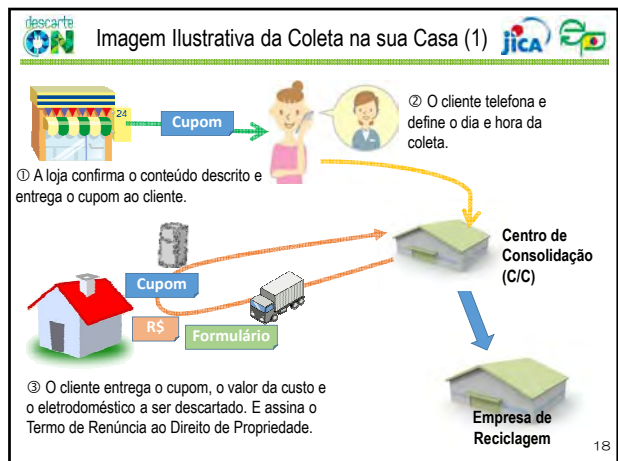 descarte
ON
Imagem Ilustrativa da Coleta na sua Casa (1)
jICA
24
Cupom
② O cliente telefona e
define o dia e hora da
coleta.
① A loja confirma o conteúdo descrito e
entrega o cupom ao cliente.
Centro de
Consolidação
(C/C)
Cupom
R$
Formulário
③ O cliente entrega o cupom, o valor da custo e
o eletrodoméstico a ser descartado. E assina o
Termo de Renúncia ao Direito de Propriedade.
Empresa de
Reciclagem
18